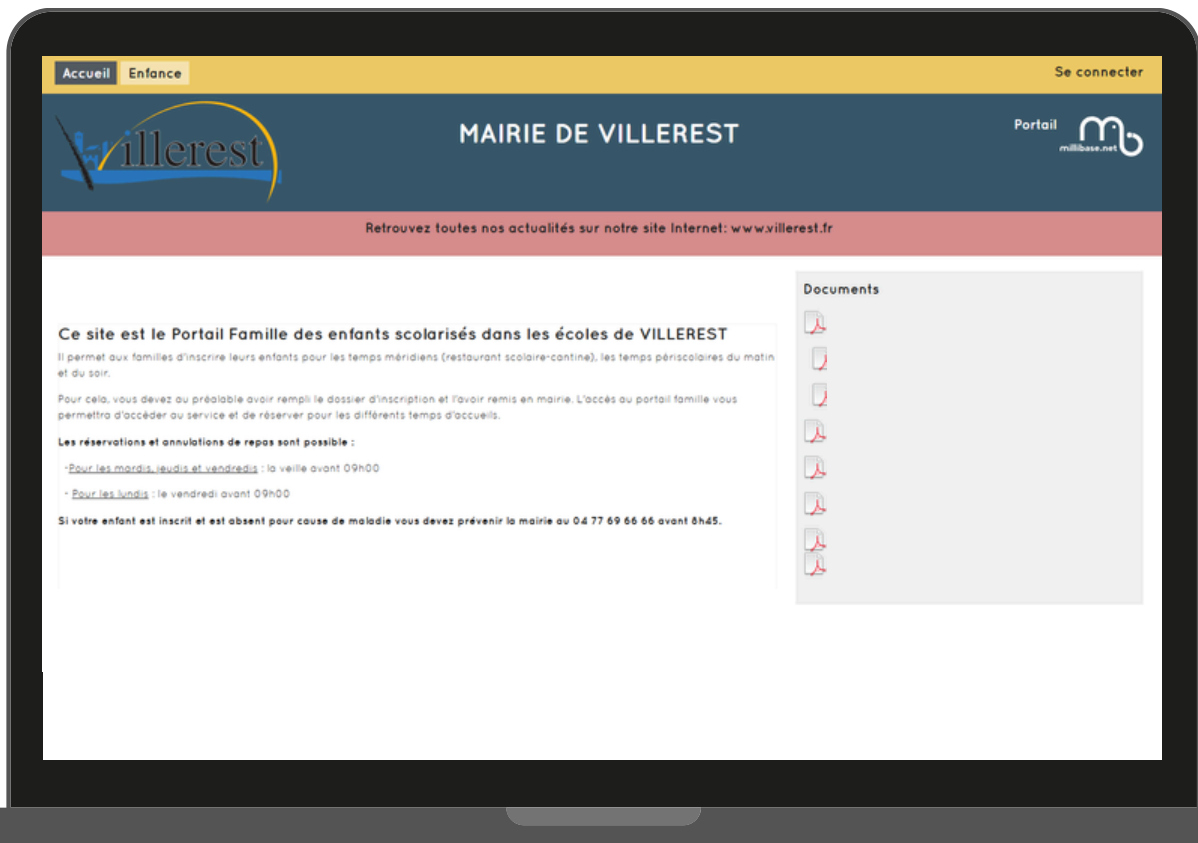 Accueil Enfance Se connecter
villerest
MAIRIE DE VILLEREST
Portail
millibase.net
Retrouvez toutes nos actualités sur notre site Internet: www.villerest.fr
Ce site est le Portail Famille des enfants scolarisés dans les écoles de VILLEREST
Il permet aux familles d'inscrire leurs enfants pour les temps méridiens (restaurant scolaire-cantine), les temps périscolaires du matin
et du soir.
Pour cela, vous devez au préalable avoir rempli le dossier d'inscription et l'avoir remis en mairie. L'accés au portail famille vous
permettra d'accéder au service et de réserver pour les différents temps d'accueils.
Les réservations et annulations de repas sont possible :
-Pour les mardis, jeudis et vendredis : la veille avant 09h00
- Pour les lundis : le vendredi avant 09h00
Si votre enfant est inscrit et est absent pour cause de maladie vous devez prévenir la mairie au 04 77 69 66 66 avant 8h45.
Documents